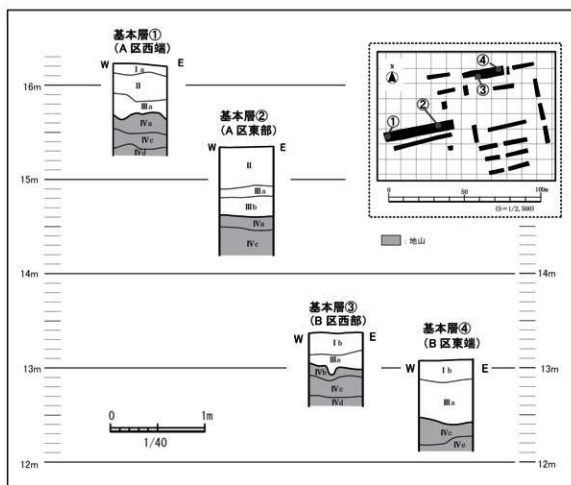 基本層①
(A区西端)
W E
Ⅰa
Ⅱ
Ⅲa
Ⅳa
Ⅳc
Ⅳd
16m
基本層②
(A区東部)
W E
Ⅱ
Ⅲa
Ⅲb
Ⅳa
Ⅳc
15m
N
①
②
③
④
0 50 100m
(S=1/2,500)
:地山
14m 14m
基本層③
(B区西部)
W E
Ⅰb
Ⅲa
Ⅳb
Ⅳc
Ⅳd
基本層④
(B区東端)
W E
Ⅰb
Ⅲa
Ⅳc
Ⅳc
13m 13m
0 1m
1/40
12m 12m